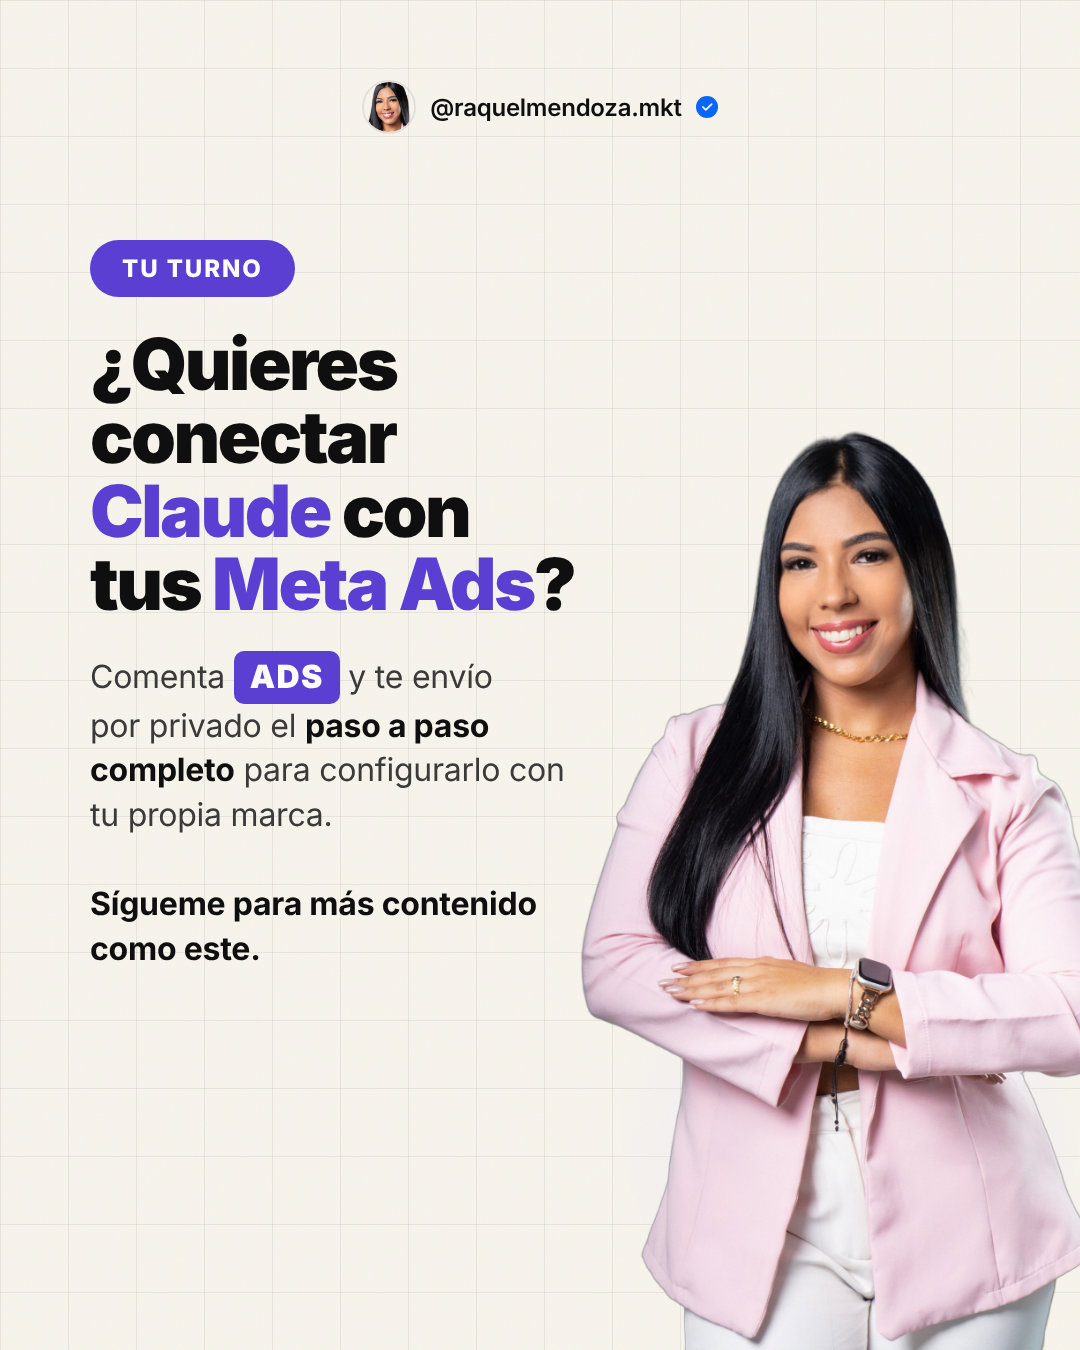 @raquelmendoza.mkt
TU TURNO
¿Quieres
conectar
Claude con
tus Meta Ads?
Comenta ADS y te envío
por privado el paso a paso
completo para configurarlo con
tu propia marca.
Sígueme para más contenido
como este.